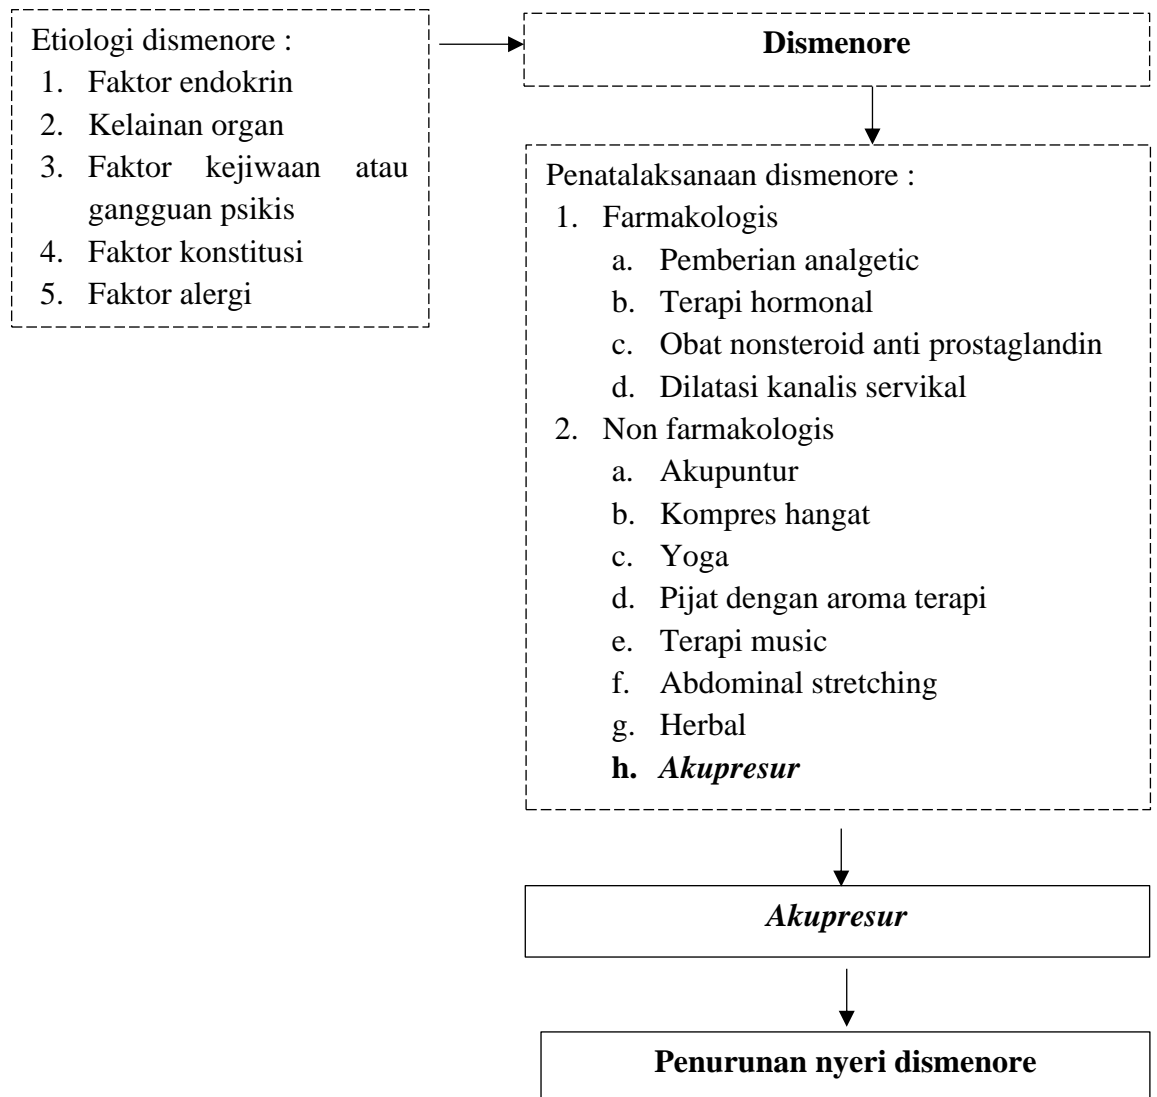 Etiologi dismenore :
1. Faktor endokrin
2. Kelainan organ
3. Faktor kejiwaan atau
gangguan psikis
4. Faktor konstitusi
5. Faktor alergi
Dismenore
Penatalaksanaan dismenore :
1. Farmakologis
a. Pemberian analgetic
b. Terapi hormonal
c. Obat nonsteroid anti prostaglandin
d. Dilatasi kanalis servikal
2. Non farmakologis
a. Akupuntur
b. Kompres hangat
c. Yoga
d. Pijat dengan aroma terapi
e. Terapi music
f. Abdominal stretching
g. Herbal
h. Akupresur
Akupresur
Penurunan nyeri dismenore